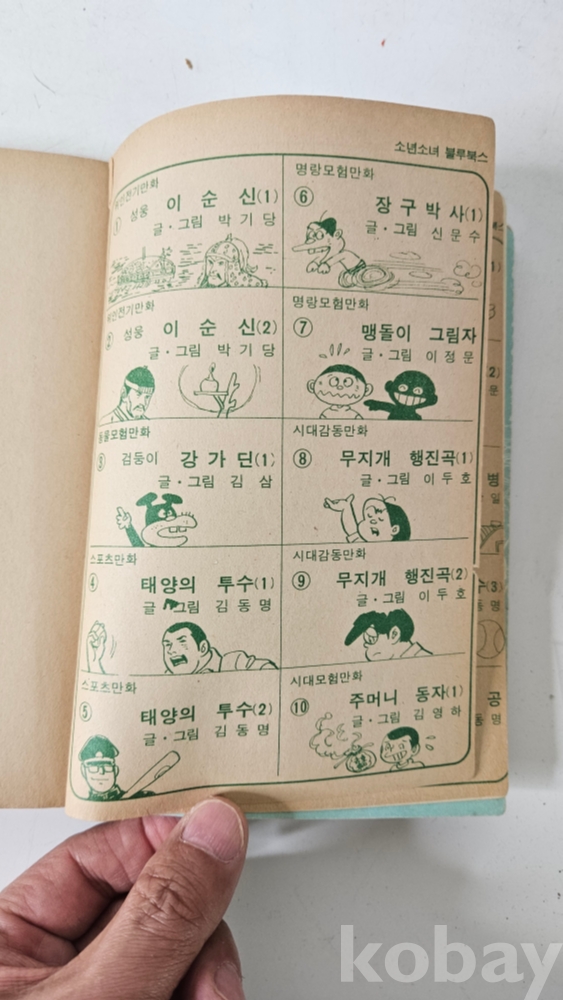 소년소녀 블루북스
위인전기만화
① 성웅 이 순 신(1)
글·그림 박 기 당
위인전기만화
② 성웅 이 순 신(2)
글·그림 박 기 당
동물모험만화
③ 검둥이 강 가 딘(1)
글·그림 김 삼
스포츠만화
④ 태양의 투수(1)
글·그림 김 동 명
스포츠만화
⑤ 태양의 투수(2)
글·그림 김 동 명
명랑모험만화
⑥ 장 구 박 사(1)
글·그림 신 문 수
명랑모험만화
⑦ 맹돌이 그림자
글·그림 이 정 문
시대감동만화
⑧ 무지개 행진곡(1)
글·그림 이 두 호
시대감동만화
⑨ 무지개 행진곡(2)
글·그림 이 두 호
시대모험만화
⑩ 주머니 동자(1)
글·그림 김 영 하
kobay